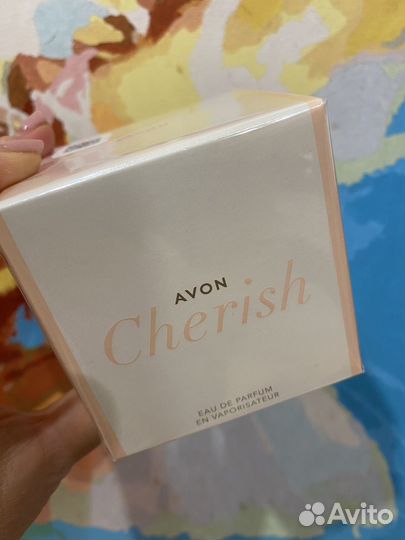 AVON
Cherish
EAU DE PARFUM
EN VAPORISATEUR
Avito